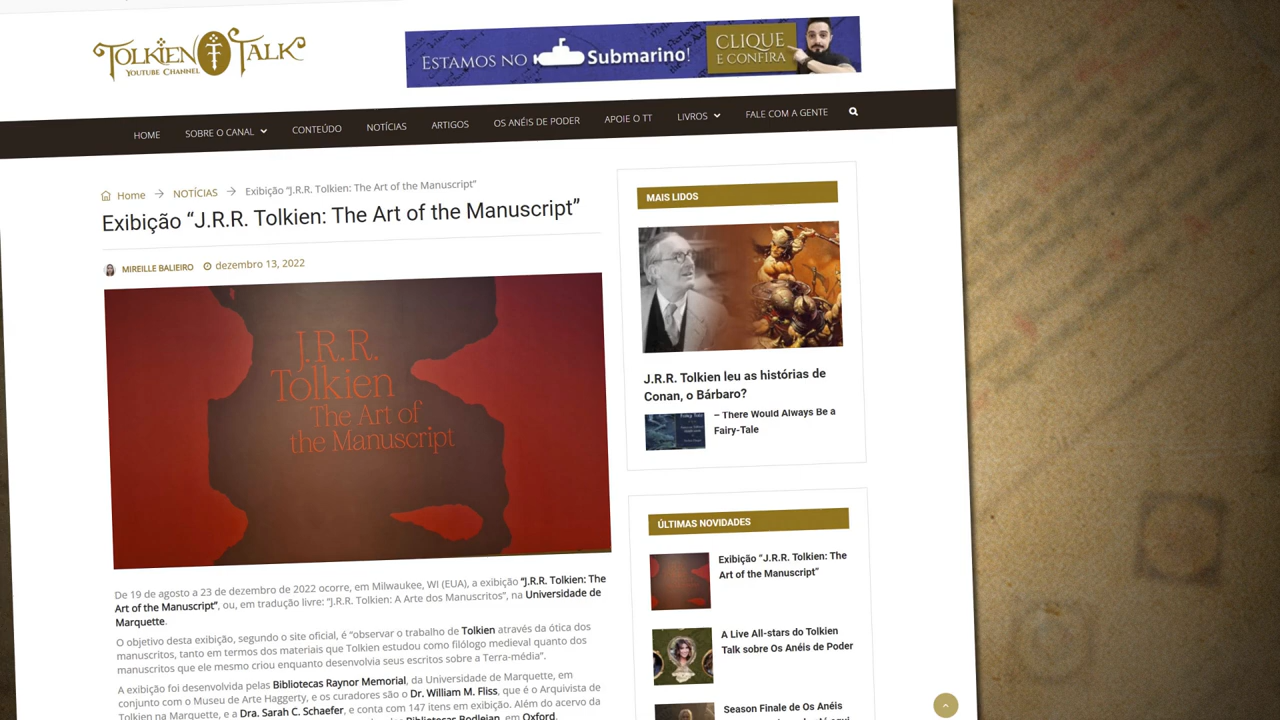 TOLKIEN TALK
YOUTUBE CHANNEL
ESTAMOS NO Submarino!
CLIQUE
E CONFIRA
HOME SOBRE O CANAL CONTEÚDO NOTÍCIAS ARTIGOS OS ANÉIS DE PODER APOIE O TT LIVROS FALE COM A GENTE
Home → NOTÍCIAS → Exibição “J.R.R. Tolkien: The Art of the Manuscript”
Exibição “J.R.R. Tolkien: The Art of the Manuscript”
MIREILLE BALIEIRO dezembro 13, 2022
J.R.R.
Tolkien
The Art of
the Manuscript
De 19 de agosto a 23 de dezembro de 2022 ocorre, em Milwaukee, WI (EUA), a exibição “J.R.R. Tolkien: The
Art of the Manuscript”, ou, em tradução livre: “J.R.R. Tolkien: A Arte dos Manuscritos”, na Universidade de
Marquette.
O objetivo desta exibição, segundo o site oficial, é “observar o trabalho de Tolkien através da ótica dos
manuscritos, tanto em termos dos materiais que Tolkien estudou como filólogo medieval quanto dos
manuscritos que ele mesmo criou enquanto desenvolvia seus escritos sobre a Terra-média”.
A exibição foi desenvolvida pelas Bibliotecas Raynor Memorial, da Universidade de Marquette, em
conjunto com o Museu de Arte Haggerty, e os curadores são o Dr. William M. Fliss, que é o Arquivista de
Tolkien na Marquette, e a Dra. Sarah C. Schaefer, e conta com 147 itens em exibição. Além do acervo da
Bibliotecas Bodleian, em Oxford,
MAIS LIDOS
J.R.R. Tolkien leu as histórias de
Conan, o Bárbaro?
– There Would Always Be a
Fairy-Tale
ÚLTIMAS NOVIDADES
Exibição “J.R.R. Tolkien: The
Art of the Manuscript”
A Live All-stars do Tolkien
Talk sobre Os Anéis de Poder
Season Finale de Os Anéis